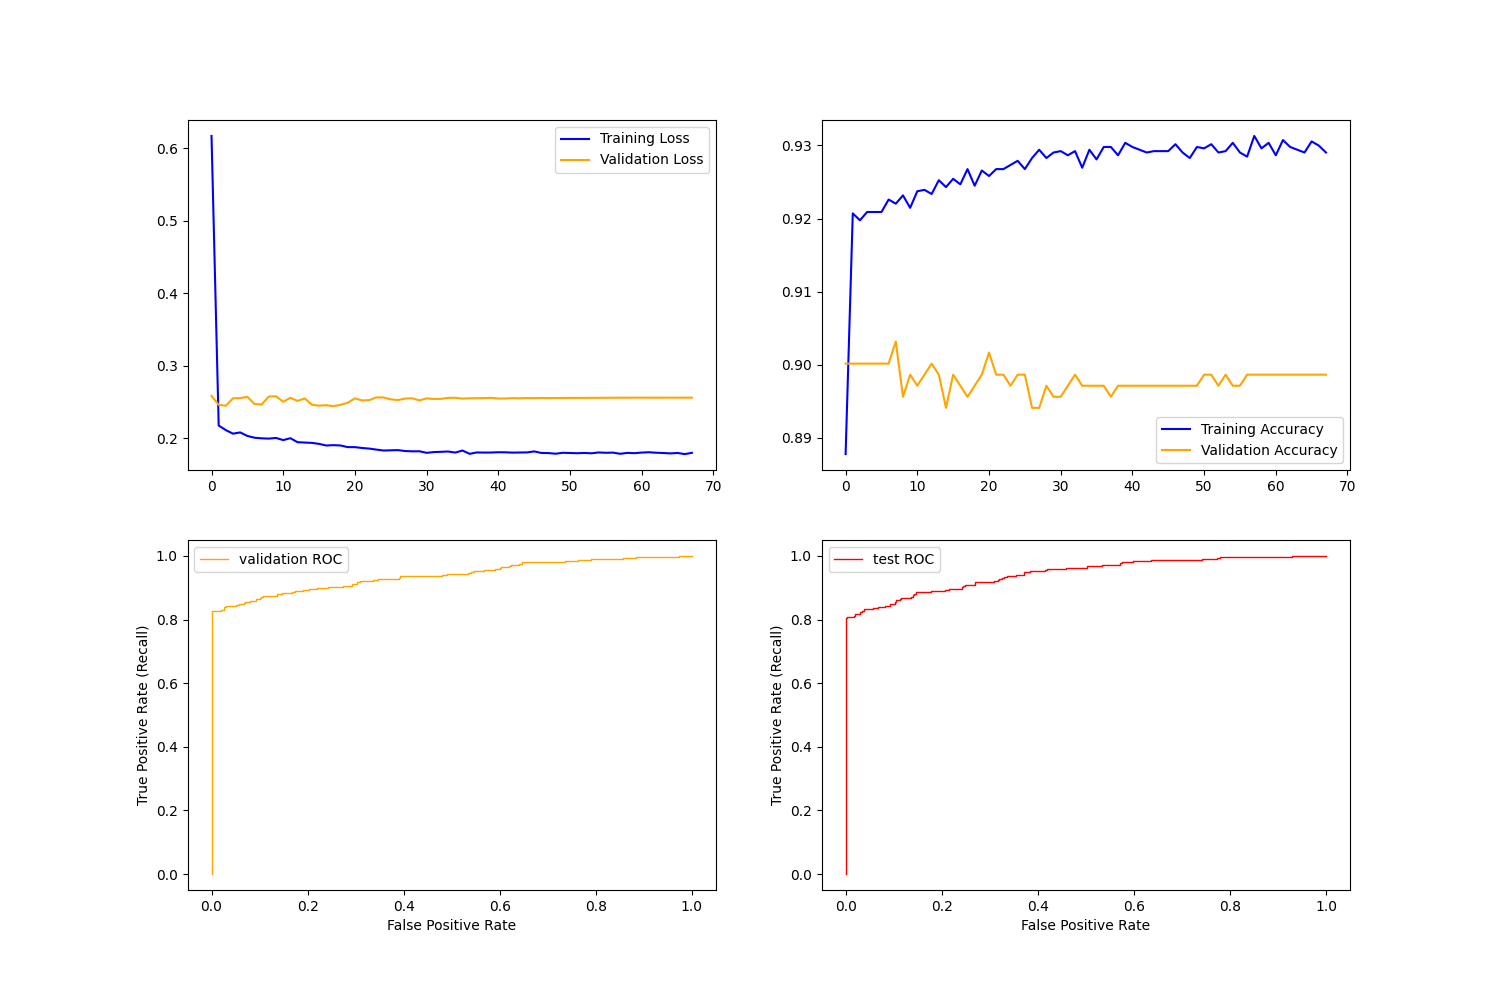 Training Loss
Validation Loss
0.6
0.5
0.4
0.3
0.2
0 10 20 30 40 50 60 70
0.93
0.92
0.91
0.90
0.89
Training Accuracy
Validation Accuracy
0 10 20 30 40 50 60 70
validation ROC
True Positive Rate (Recall)
1.0
0.8
0.6
0.4
0.2
0.0
0.0 0.2 0.4 0.6 0.8 1.0
False Positive Rate
test ROC
True Positive Rate (Recall)
1.0
0.8
0.6
0.4
0.2
0.0
0.0 0.2 0.4 0.6 0.8 1.0
False Positive Rate